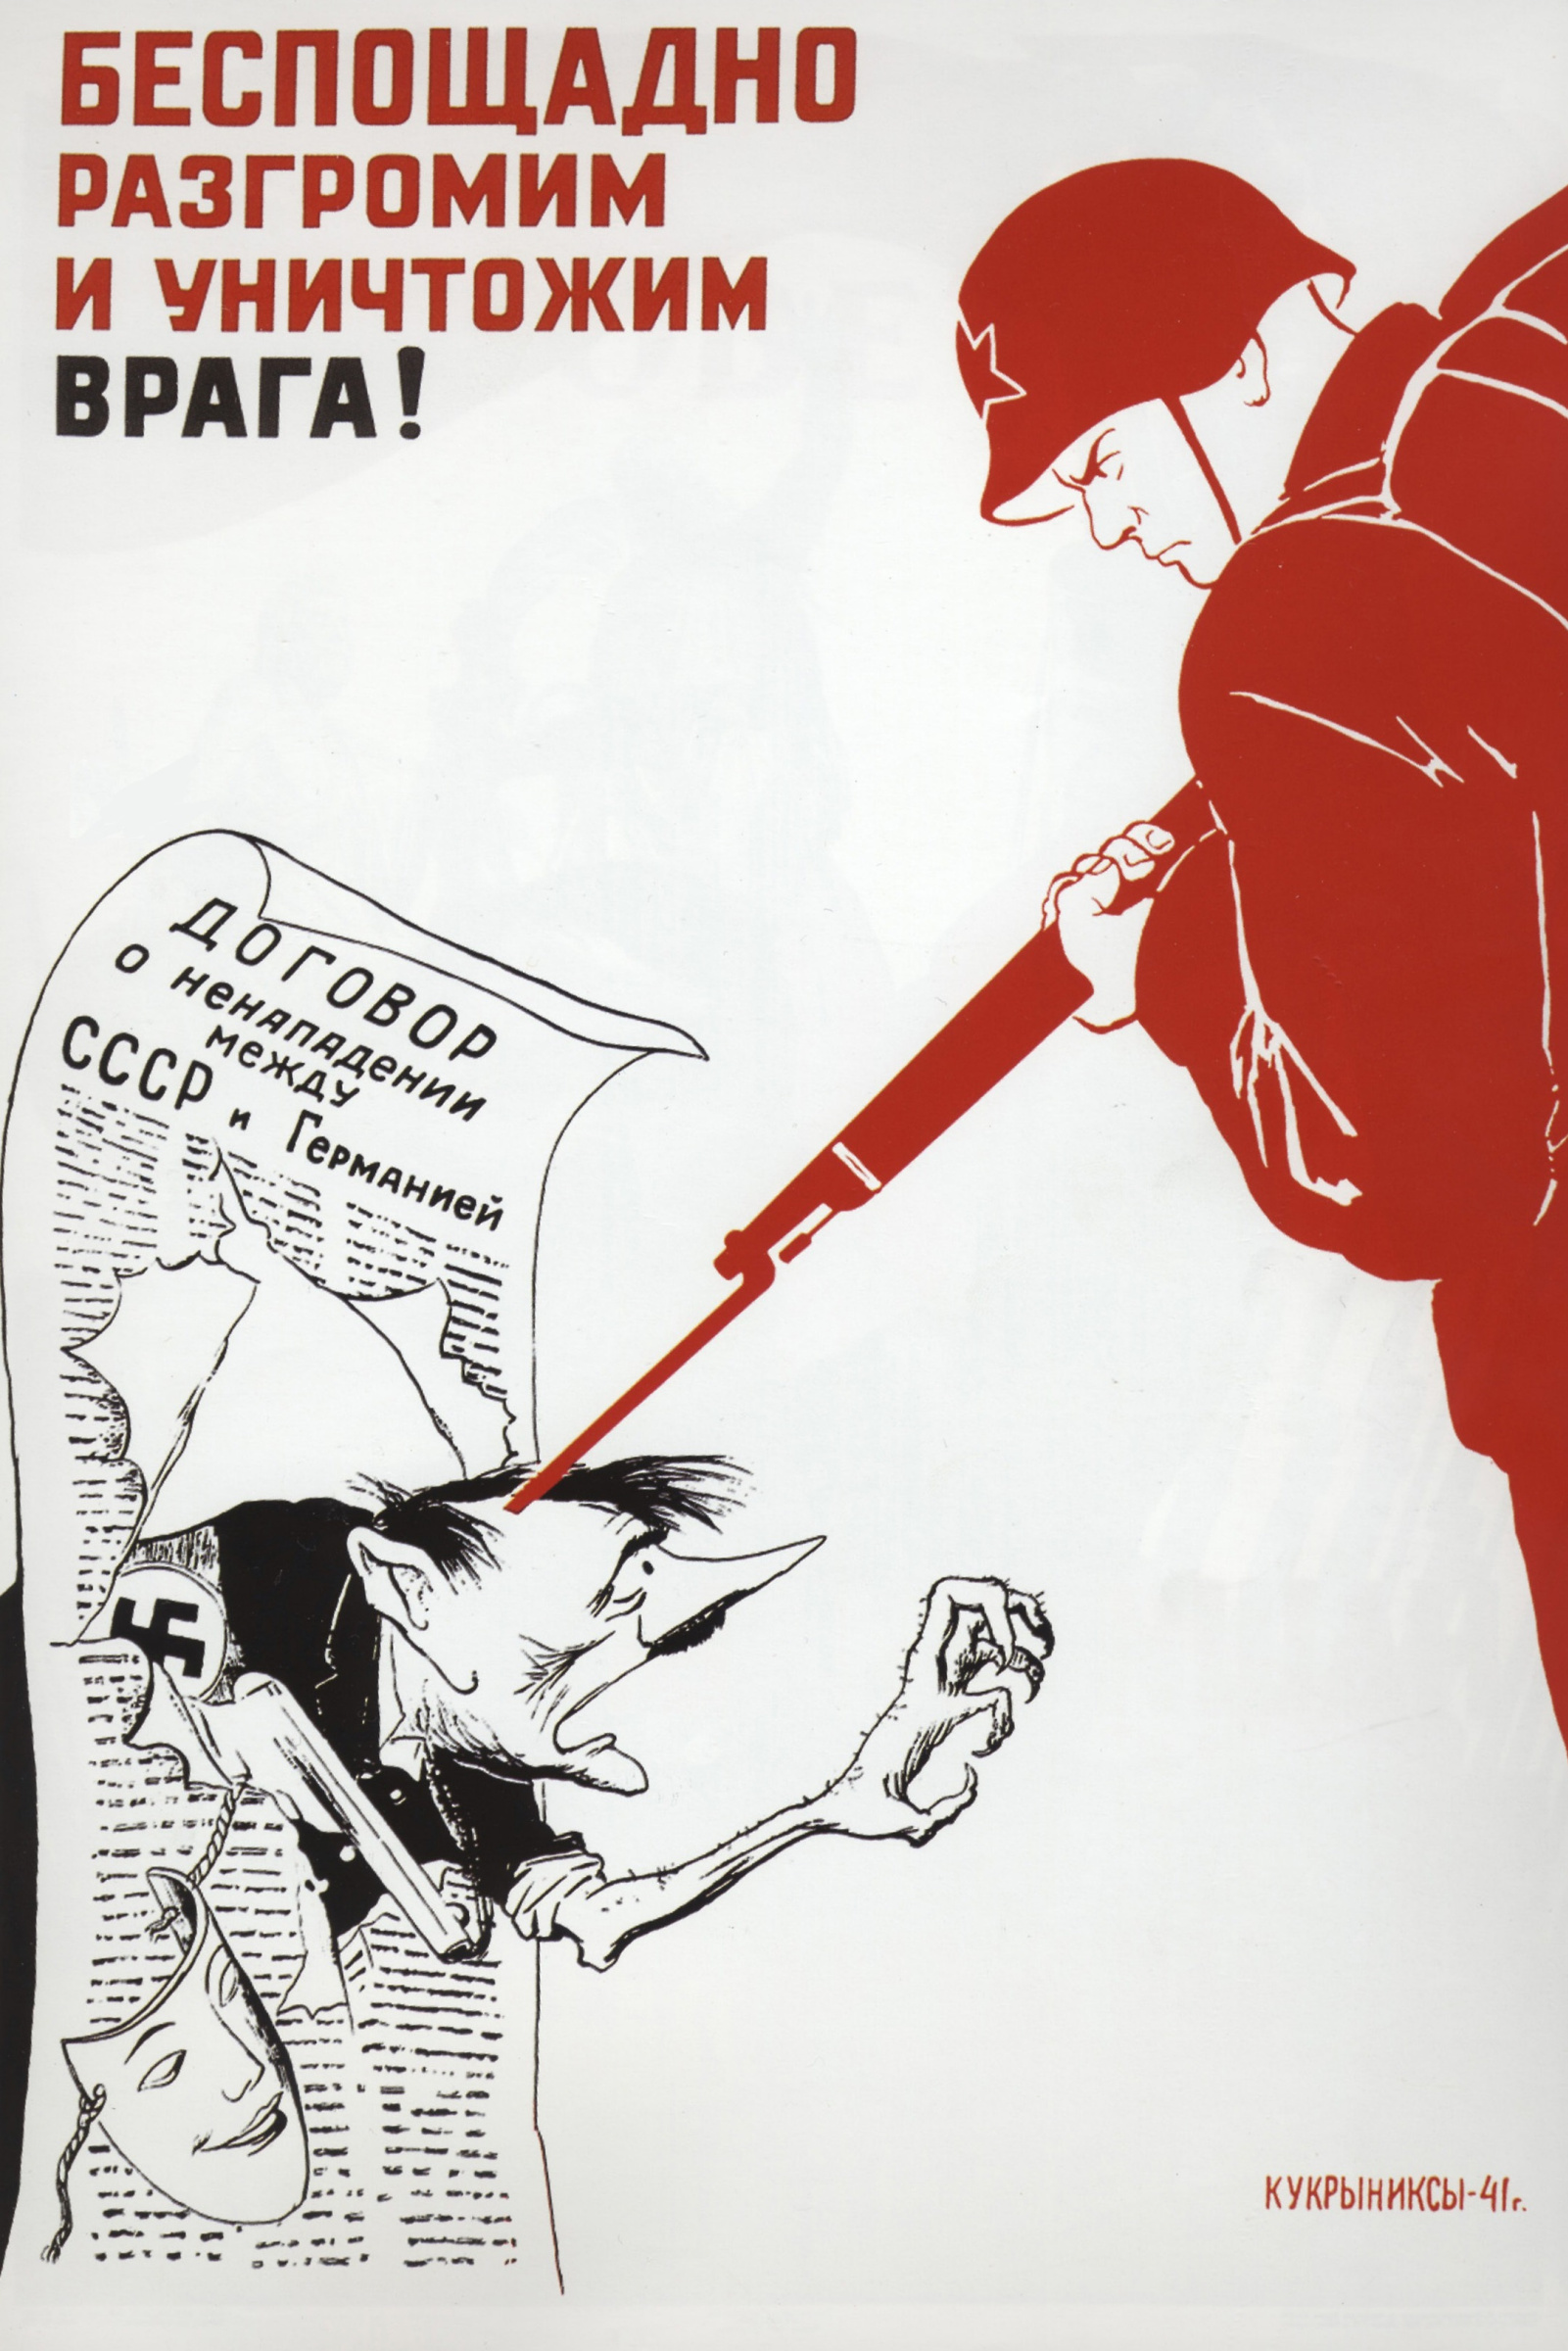 БЕСПОЩАДНО
РАЗГРОМИМ
И УНИЧТОЖИМ
ВРАГА!
ДОГОВОР
о ненападении
между
СССР и Германией
КУКРЫНИКСЫ-41г.